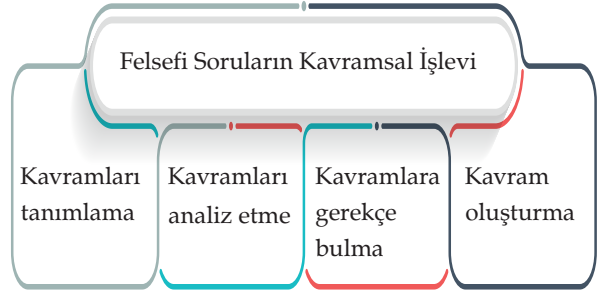 Felsefi Soruların Kavramsal İşlevi
Kavramları
tanımlama
Kavramları
analiz etme
Kavramlara
gerekçe
bulma
Kavram
oluşturma